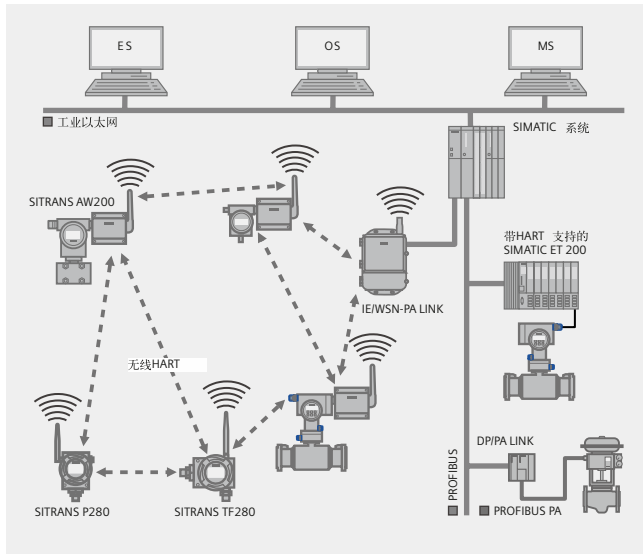 ES
OS
MS
工业以太网
SIMATIC 系统
SITRANS AW200
带HART 支持的
SIMATIC ET 200
IE/WSN-PA LINK
无线HART
DP/PA LINK
PROFIBUS
PROFIBUS PA
SITRANS P280
SITRANS TF280